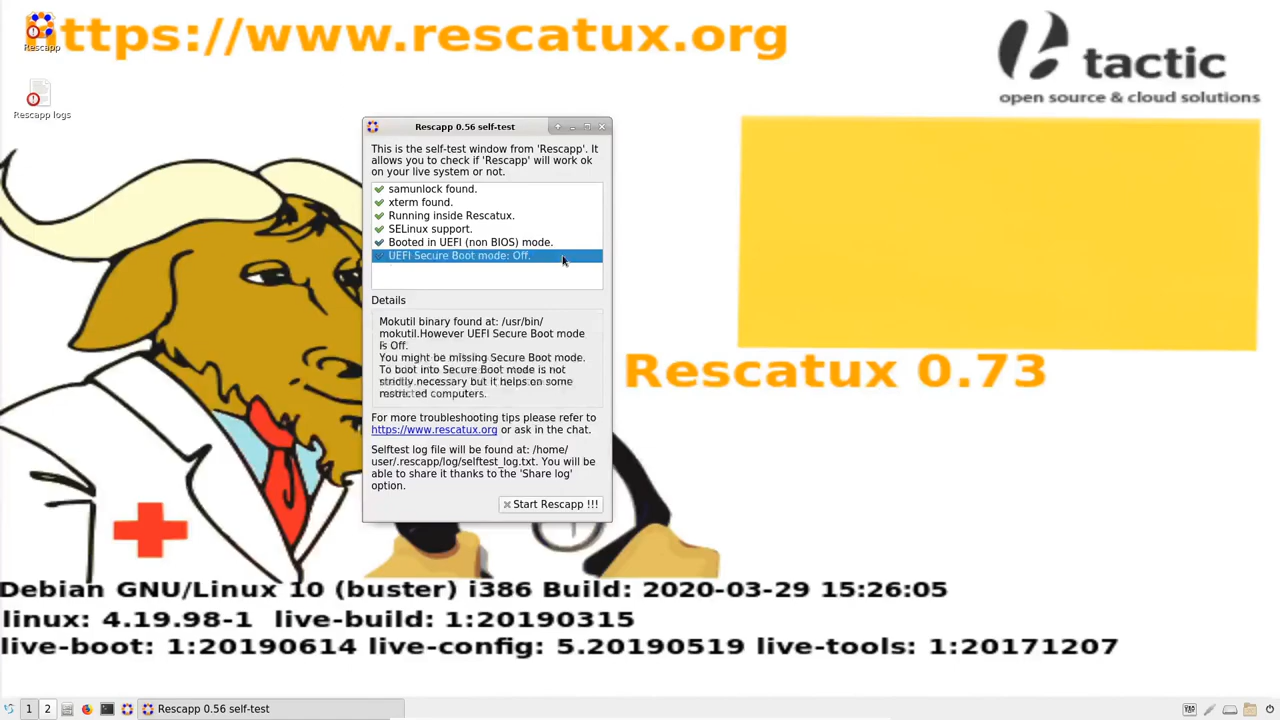 https://www.rescatux.org
Rescapp
Rescapp logs
tactic
open source & cloud solutions
Rescapp 0.56 self-test
This is the self-test window from 'Rescapp'. It
allows you to check if 'Rescapp' will work ok
on your live system or not.
samunlock found.
xterm found.
Running inside Rescatux.
SELinux support.
Booted in UEFI (non BIOS) mode.
UEFI Secure Boot mode: Off.
Details
Mokutil binary found at: /usr/bin/
mokutil.However UEFI Secure Boot mode
is Off.
You might be missing Secure Boot mode.
To boot into Secure Boot mode is not
strictly necessary but it helps on some
restricted computers.
For more troubleshooting tips please refer to
https://www.rescatux.org or ask in the chat.
Selftest log file will be found at: /home/
user/.rescapp/log/selftest_log.txt. You will be
able to share it thanks to the 'Share log'
option.
Start Rescapp !!!
Rescatux 0.73
Debian GNU/Linux 10 (buster) i386 Build: 2020-03-29 15:26:05
linux: 4.19.98-1 live-build: 1:20190315
live-boot: 1:20190614 live-config: 5.20190519 live-tools: 1:20171207
1 2 Rescapp 0.56 self-test